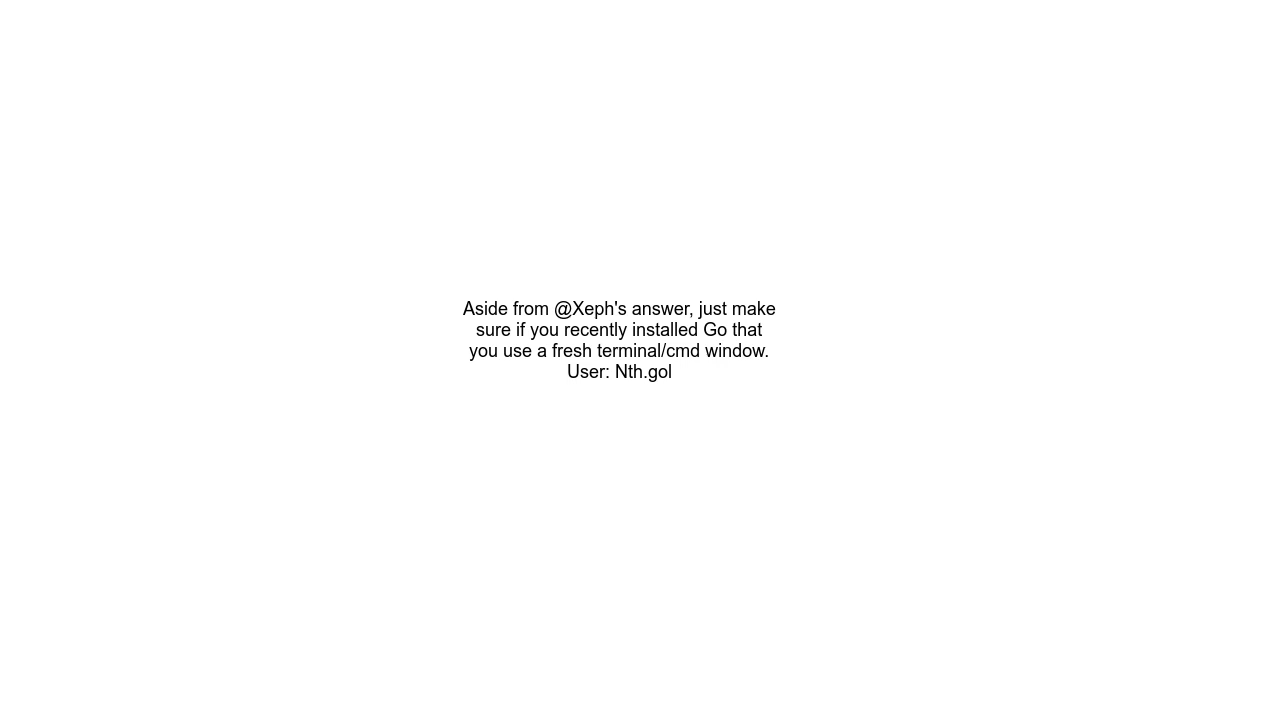 Aside from @Xeph's answer, just make
sure if you recently installed Go that
you use a fresh terminal/cmd window.
User: Nth.gol